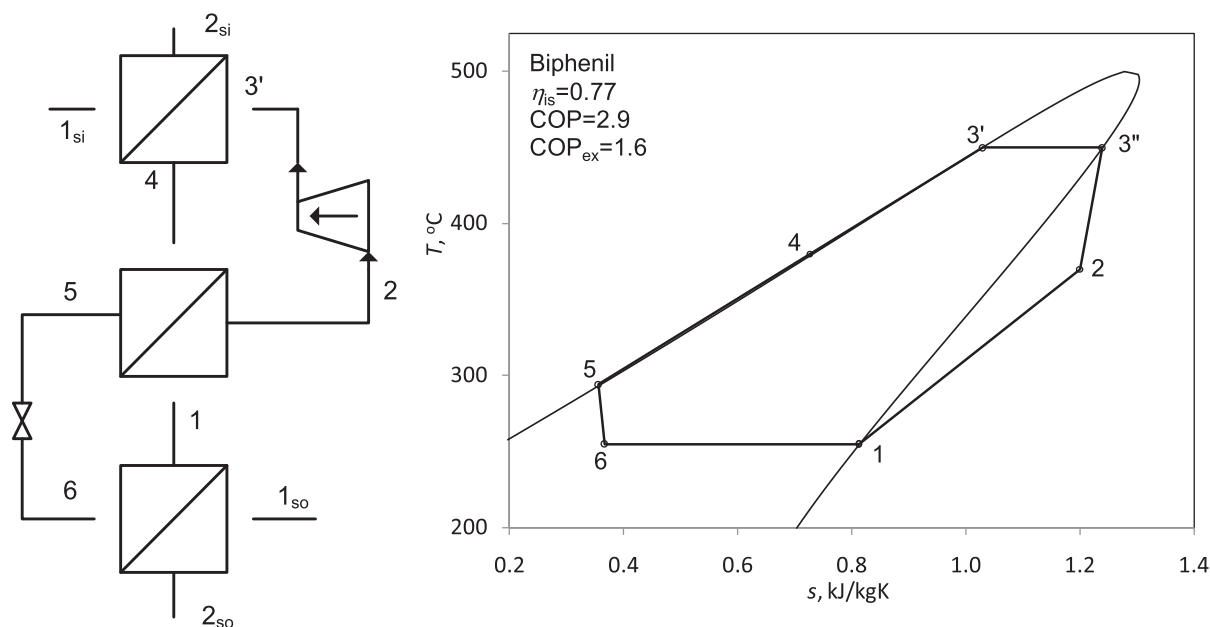 2si
3'
1si
4
5
2
1
6
1so
2so
Biphenil
ηis=0.77
COP=2.9
COPex=1.6
500
400
300
200
T, °C
3'
3"
4
2
5
6
1
0.2 0.4 0.6 0.8 1.0 1.2 1.4
s, kJ/kgK